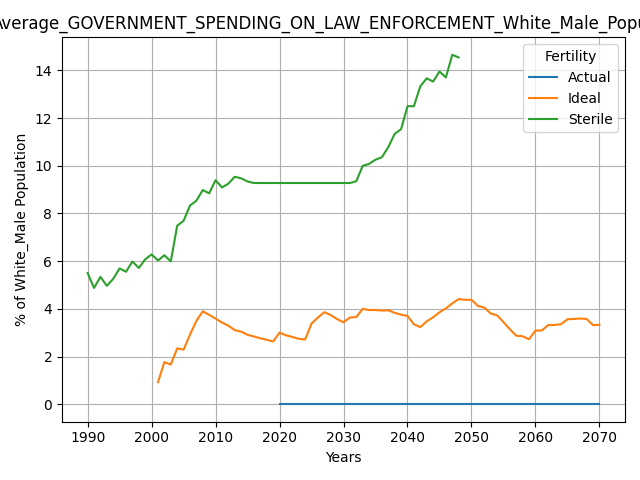 Average_GOVERNMENT_SPENDING_ON_LAW_ENFORCEMENT_White_Male_Popu
Fertility
Actual
Ideal
Sterile
% of White_Male Population
14
12
10
8
6
4
2
0
1990 2000 2010 2020 2030 2040 2050 2060 2070
Years